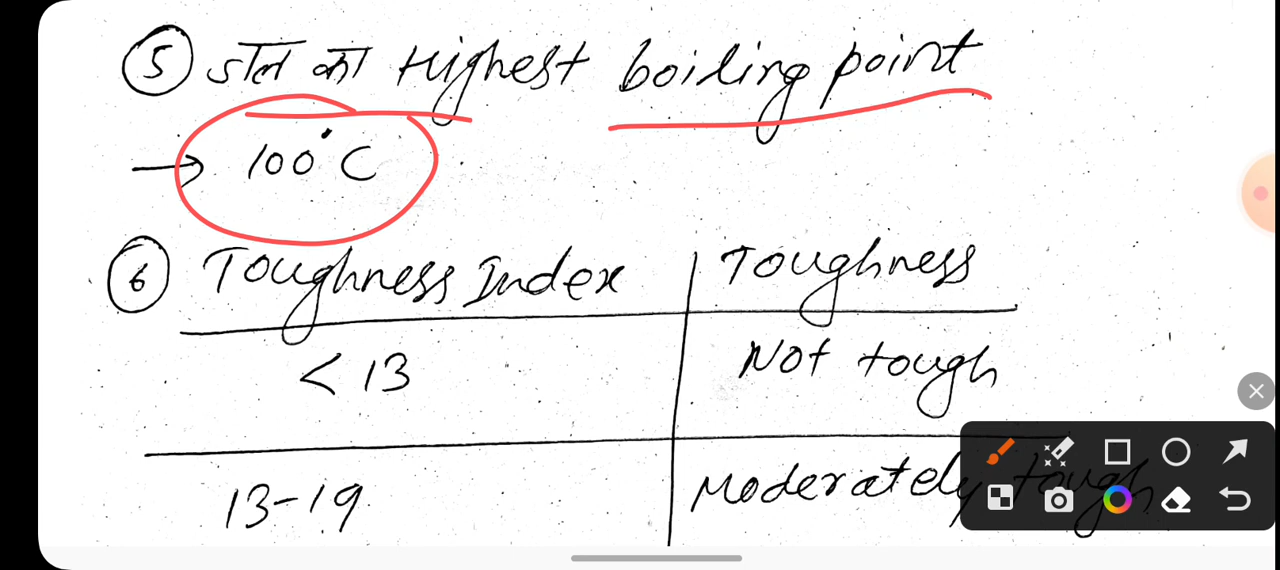 5 जल का Highest boiling point
→ 100°C
6 Toughness Index | Toughness
< 13 | Not tough
13-19 | Moderately tough